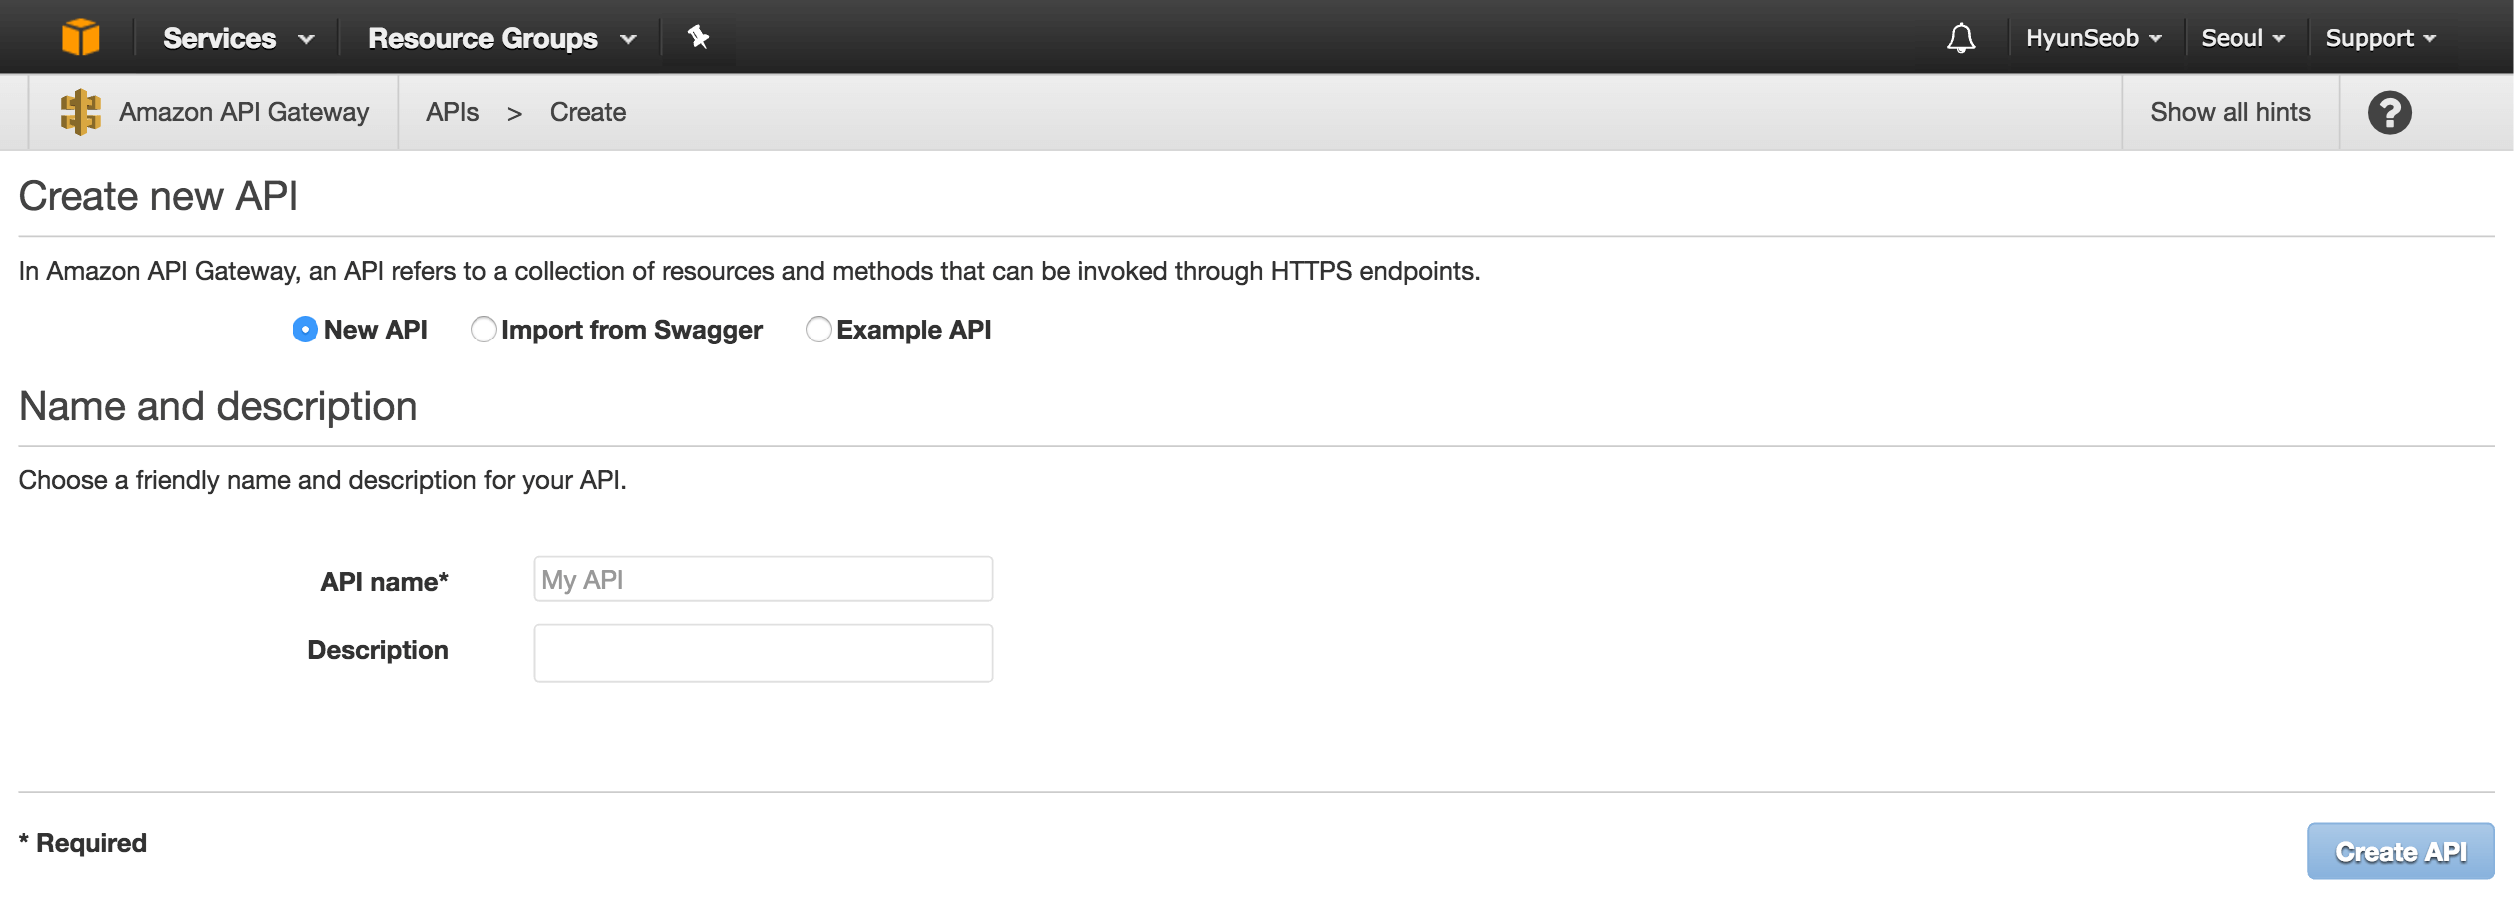 Services Resource Groups HyunSeob Seoul Support
Amazon API Gateway APIs > Create Show all hints ?
Create new API
In Amazon API Gateway, an API refers to a collection of resources and methods that can be invoked through HTTPS endpoints.
New API Import from Swagger Example API
Name and description
Choose a friendly name and description for your API.
API name* My API
Description
* Required Create API